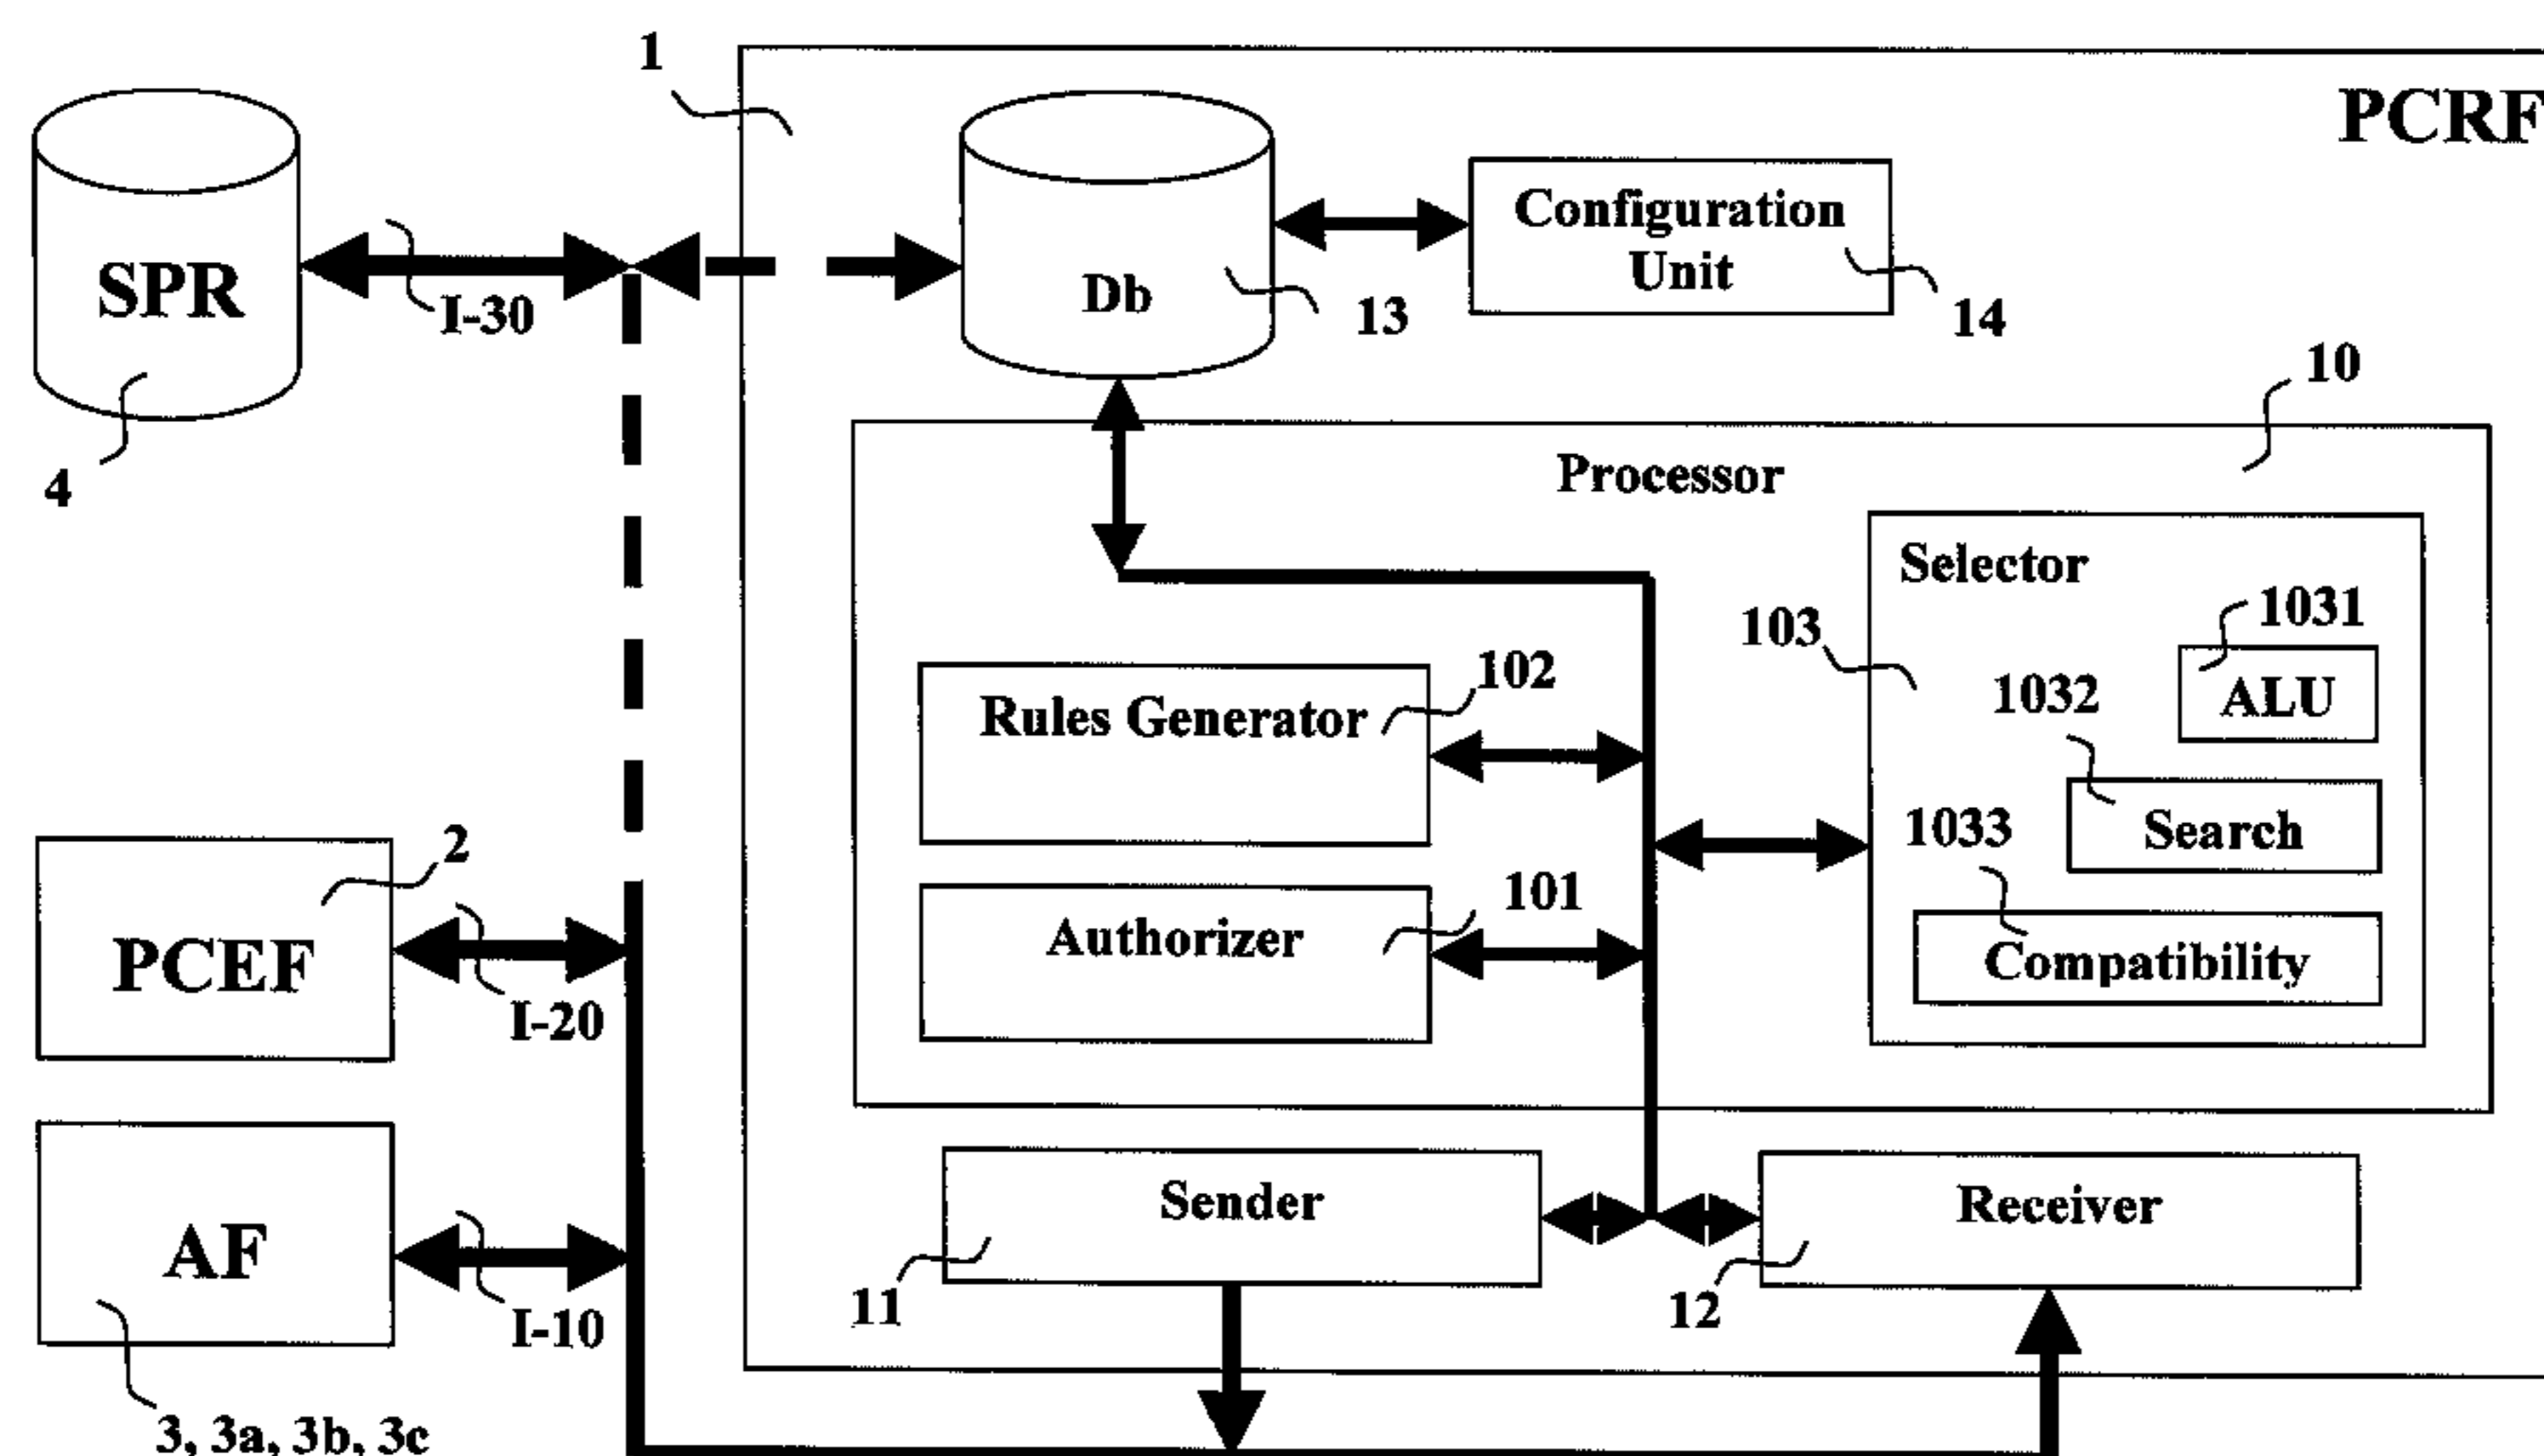 1
PCRF
SPR
I-30
4
Db
13
Configuration
Unit
14
10
Processor
Selector
103
1031
ALU
1032
Search
1033
Compatibility
Rules Generator
102
Authorizer
101
2
PCEF
I-20
AF
I-10
3, 3a, 3b, 3c
Sender
11
Receiver
12